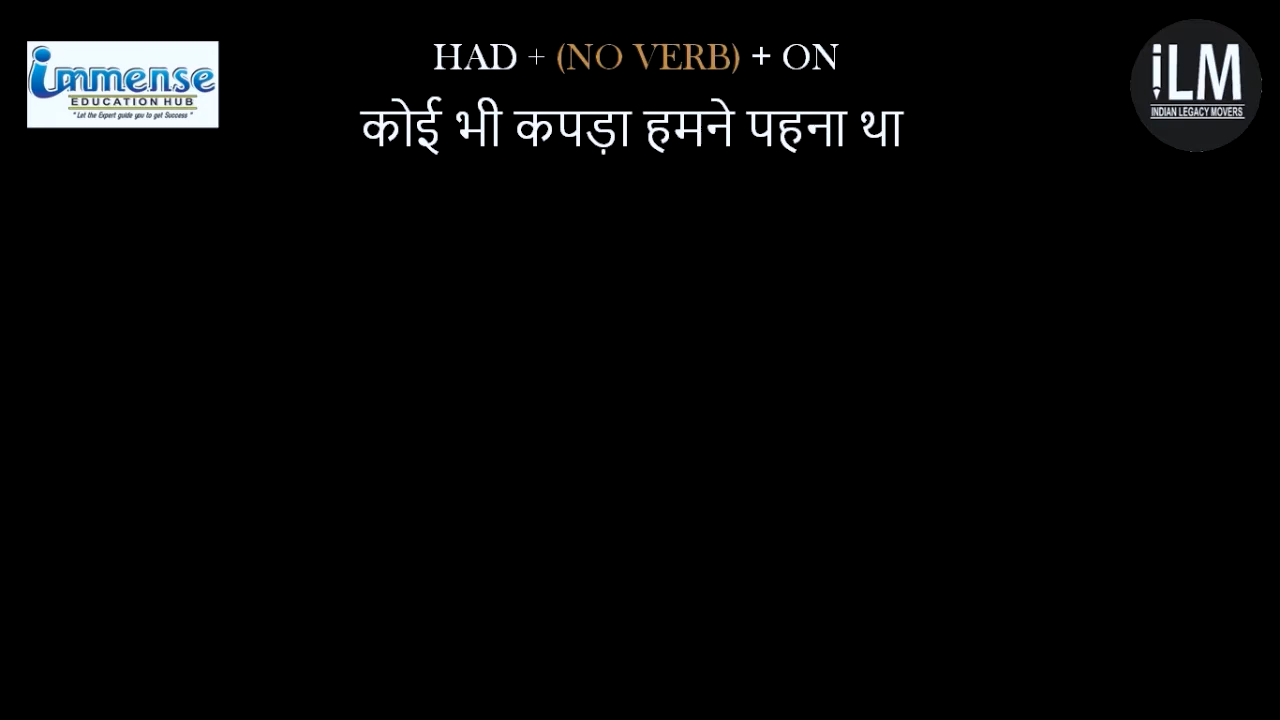 immense
EDUCATION HUB
"Let the Expert guide you to get Success"
HAD + (NO VERB) + ON
कोई भी कपड़ा हमने पहना था
iLM
INDIAN LEGACY MOVERS